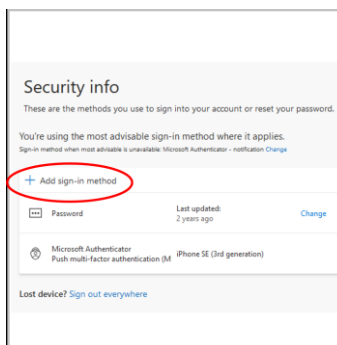 Security info
These are the methods you use to sign into your account or reset your password.
You're using the most advisable sign-in method where it applies.
Sign-in method when most advisable is unavailable: Microsoft Authenticator - notification Change
+ Add sign-in method
Password Last updated: Change
2 years ago
Microsoft Authenticator iPhone SE (3rd generation)
Push multi-factor authentication (M
Lost device? Sign out everywhere